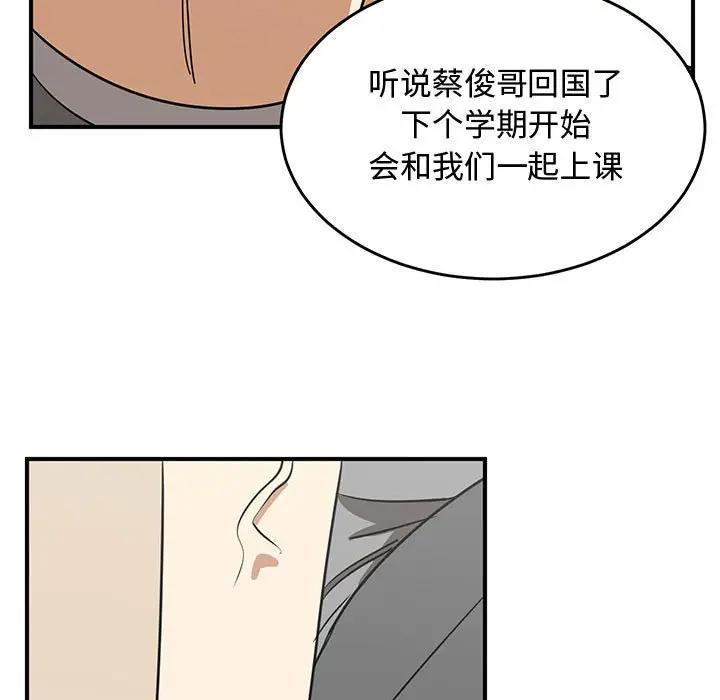 听说蔡俊哥回国了
下个学期开始
会和我们一起上课